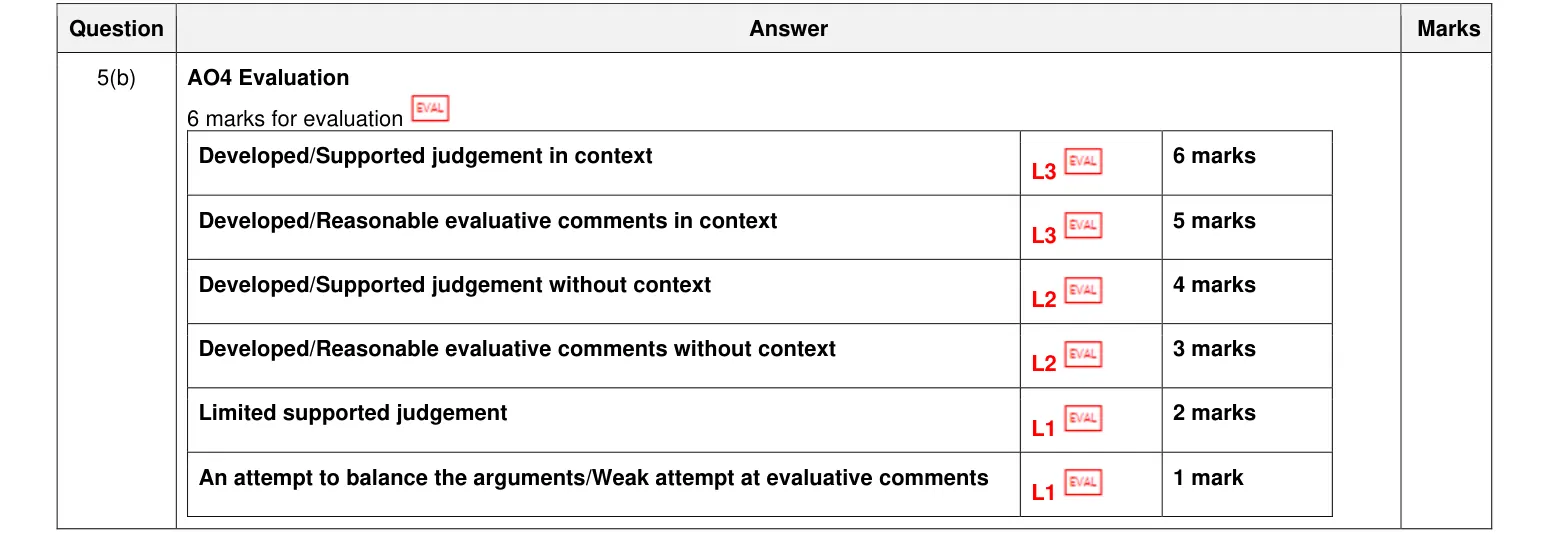 Question Answer Marks
5(b) AO4 Evaluation
6 marks for evaluation EVAL
Developed/Supported judgement in context L3 EVAL 6 marks
Developed/Reasonable evaluative comments in context L3 EVAL 5 marks
Developed/Supported judgement without context L2 EVAL 4 marks
Developed/Reasonable evaluative comments without context L2 EVAL 3 marks
Limited supported judgement L1 EVAL 2 marks
An attempt to balance the arguments/Weak attempt at evaluative comments L1 EVAL 1 mark